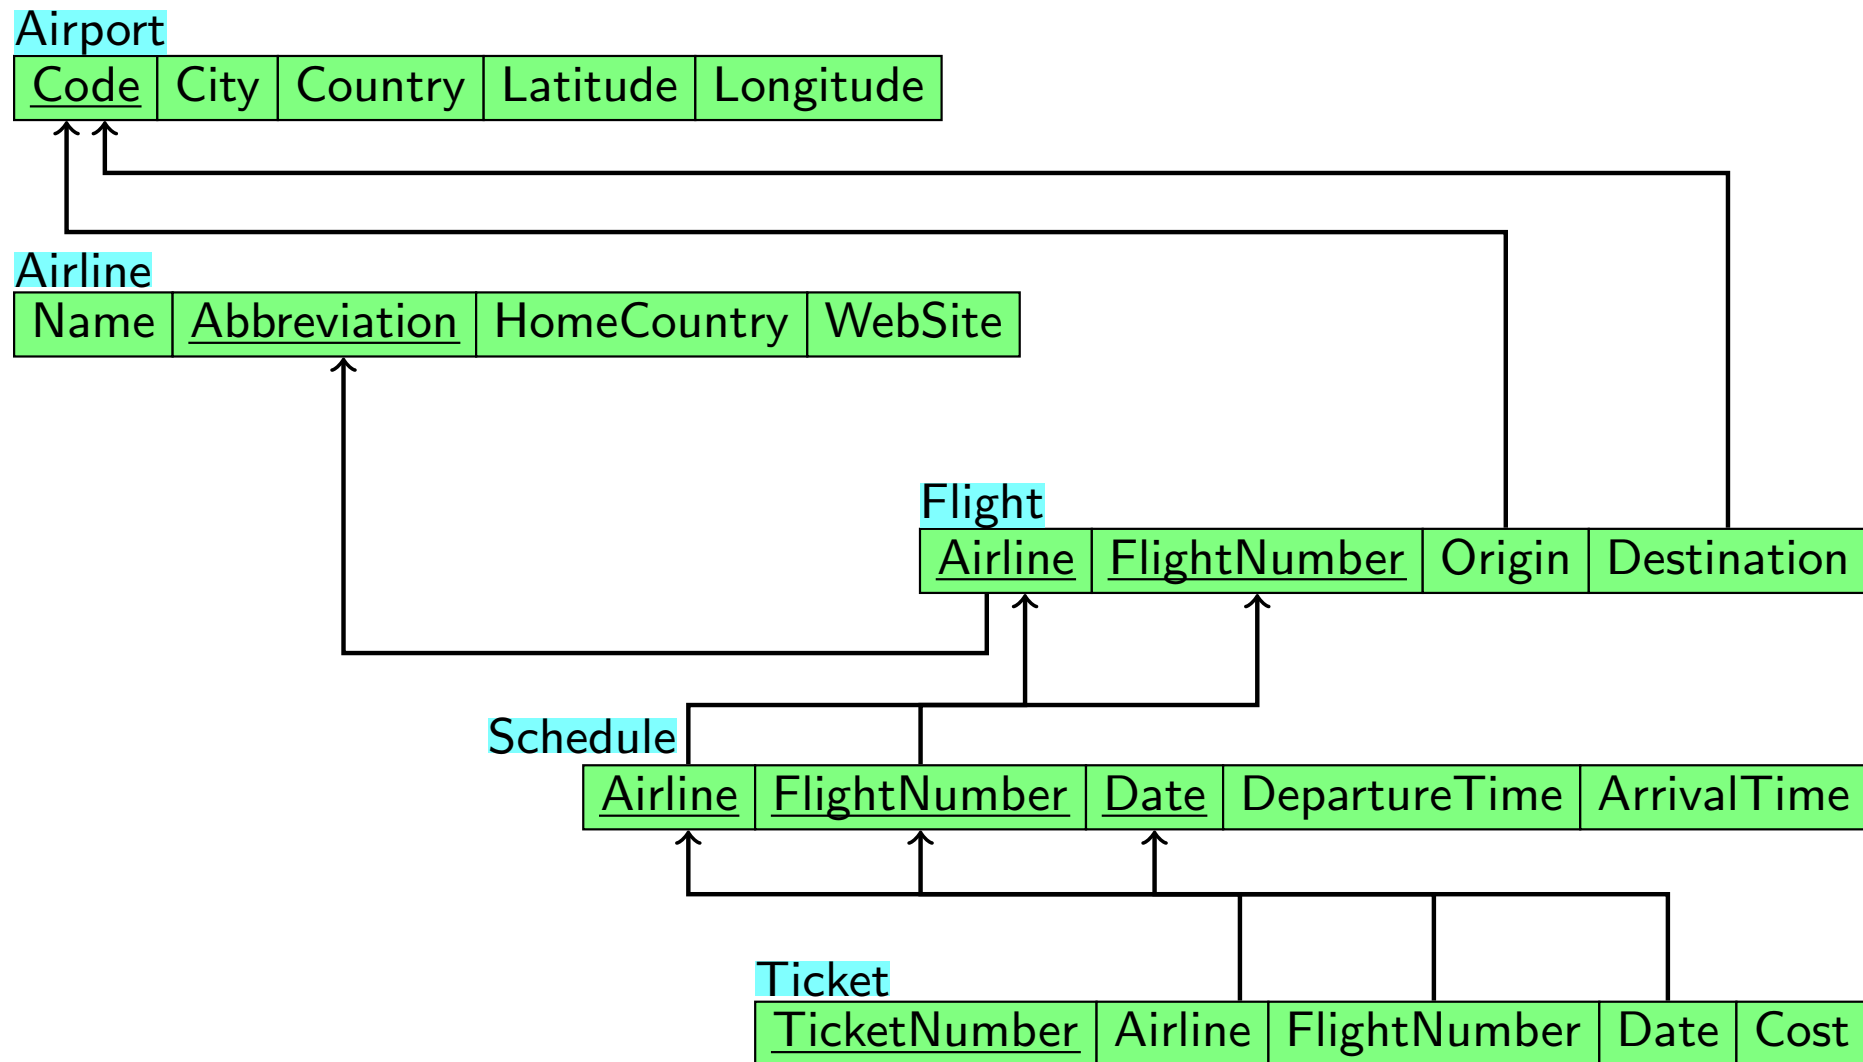 Airport
Code City Country Latitude Longitude
Airline
Name Abbreviation HomeCountry WebSite
Flight
Airline FlightNumber Origin Destination
Schedule
Airline FlightNumber Date DepartureTime ArrivalTime
Ticket
TicketNumber Airline FlightNumber Date Cost